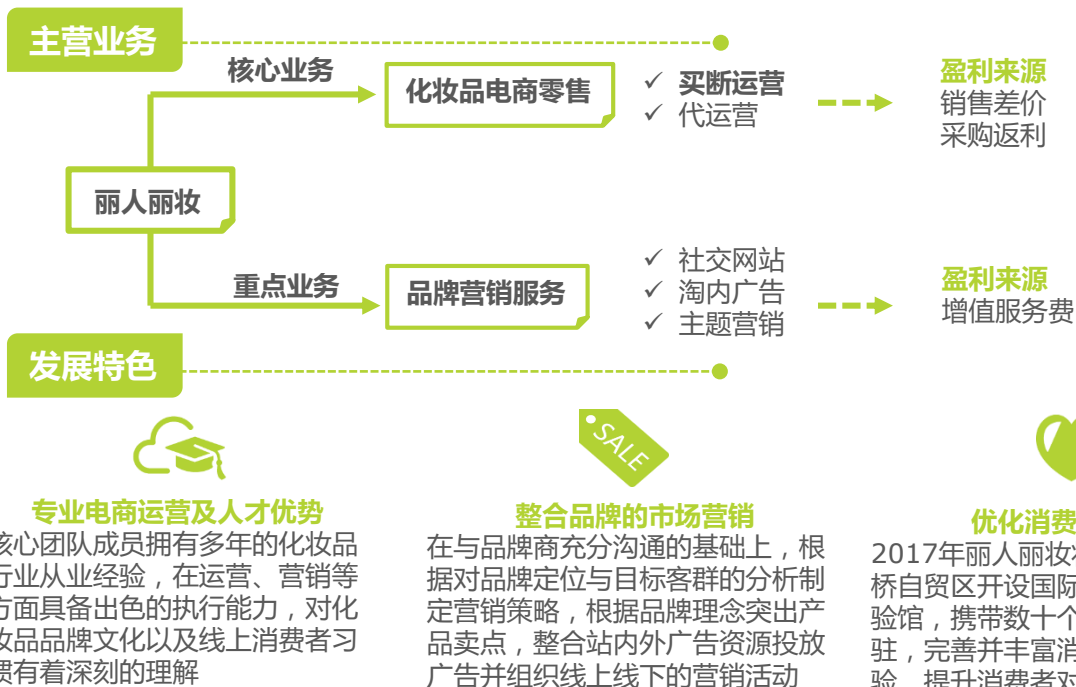 主营业务
核心业务
化妆品电商零售
✓ 买断运营
✓ 代运营
盈利来源
销售差价
采购返利
丽人丽妆
重点业务
品牌营销服务
✓ 社交网站
✓ 淘内广告
✓ 主题营销
盈利来源
增值服务费
发展特色
SALE
专业电商运营及人才优势
核心团队成员拥有多年的化妆品
行业从业经验，在运营、营销等
方面具备出色的执行能力，对化
妆品品牌文化以及线上消费者习
惯有着深刻的理解
整合品牌的市场营销
在与品牌商充分沟通的基础上，根
据对品牌定位与目标客群的分析制
定营销策略，根据品牌理念突出产
品卖点，整合站内外广告资源投放
广告并组织线上线下的营销活动
优化消费
2017年丽人丽妆
桥自贸区开设国际
验馆，携带数十个
驻，完善并丰富消
验，提升消费者对